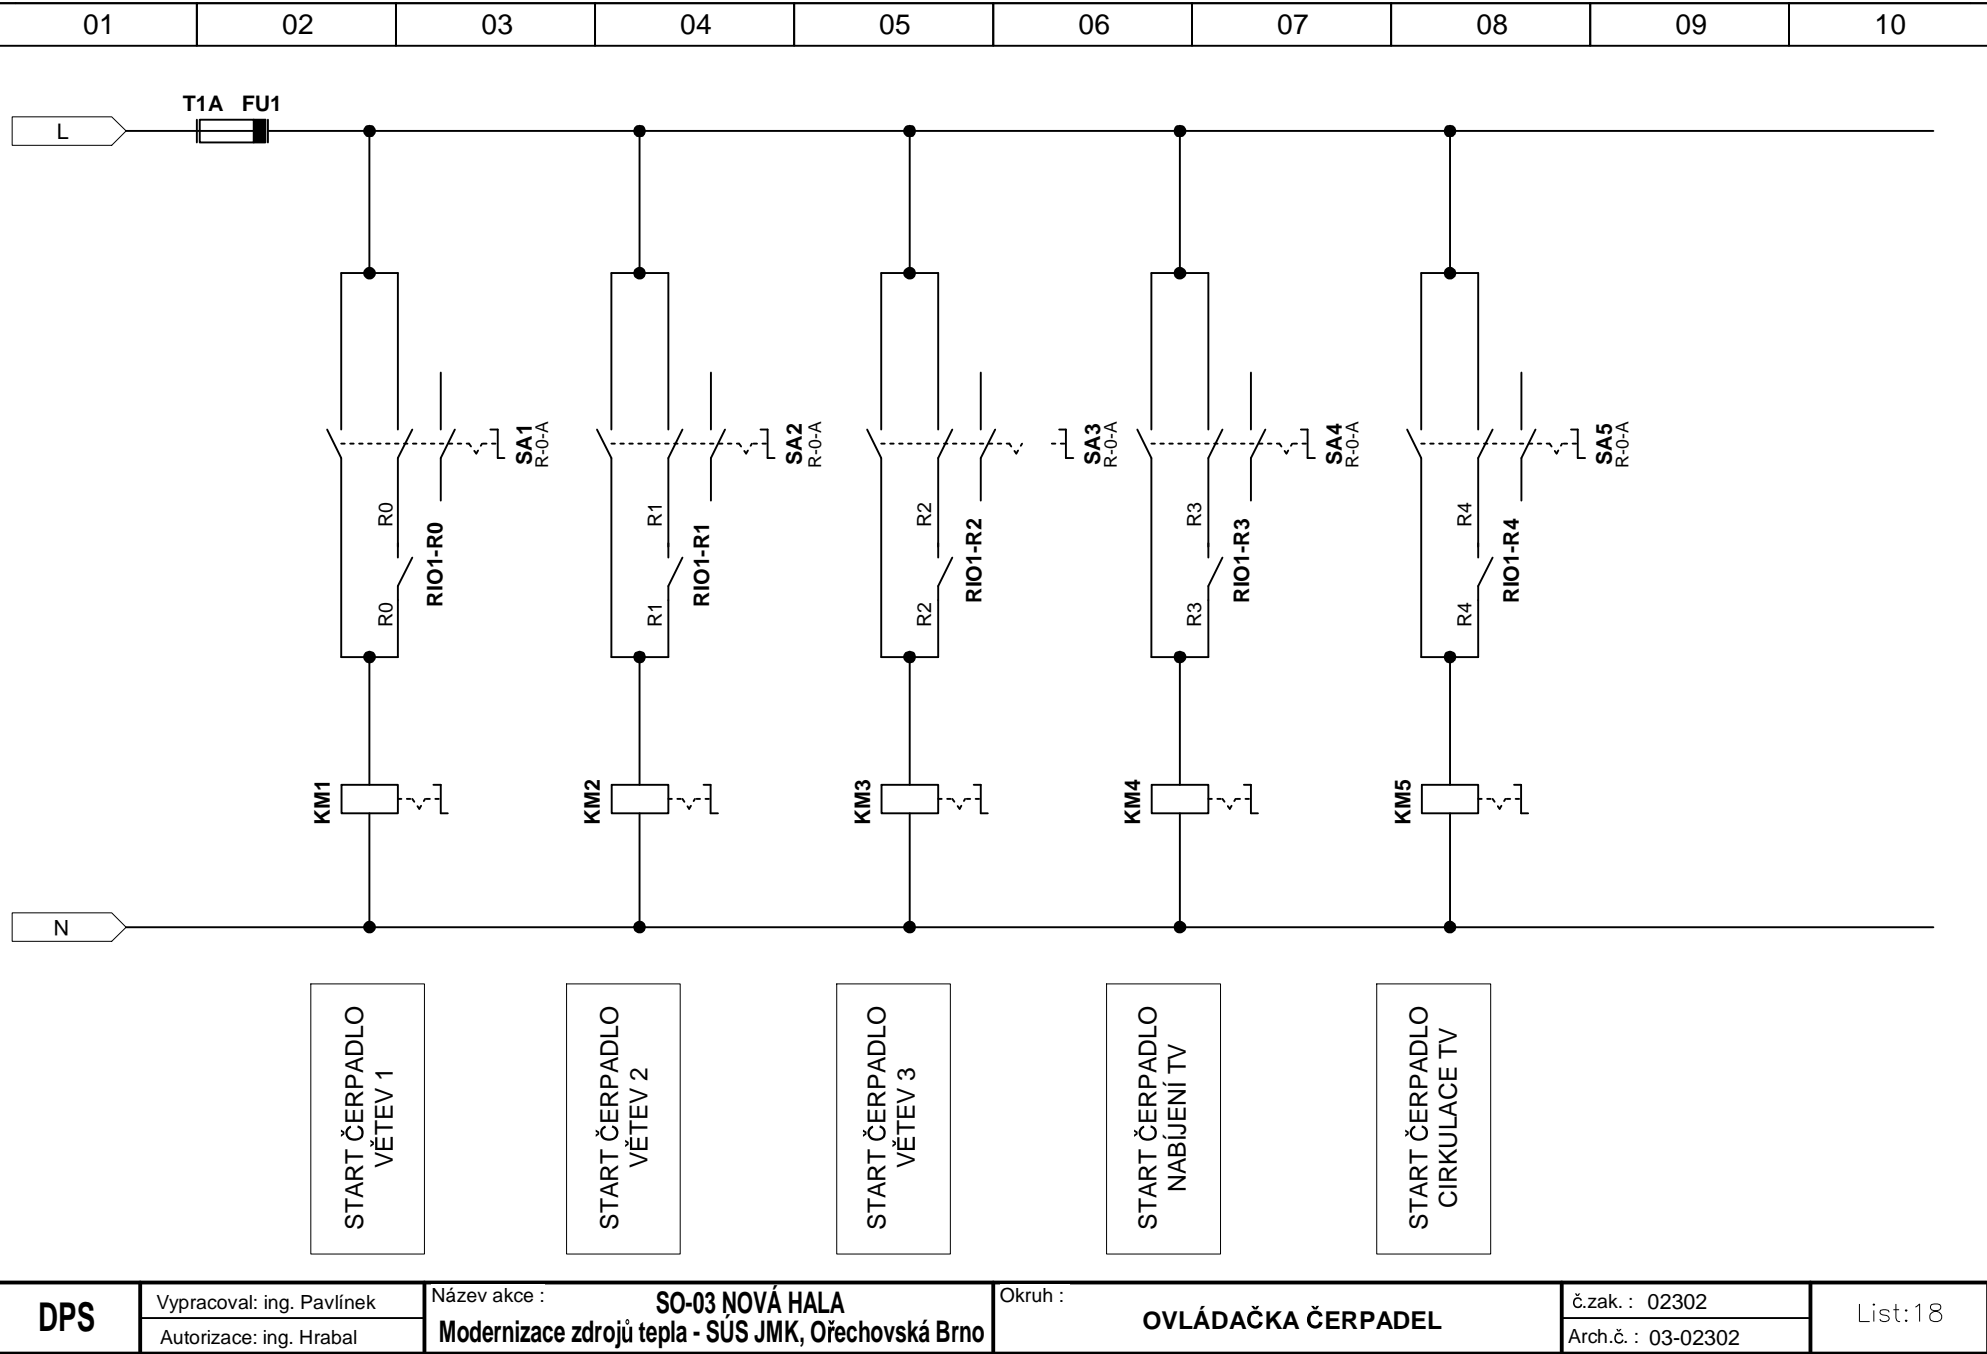 01 02 03 04 05 06 07 08 09 10
T1A FU1
L
SA1
R-0-A
SA2
R-0-A
SA3
R-0-A
SA4
R-0-A
SA5
R-0-A
R0
R1
R2
R3
R4
RIO1-R0
RIO1-R1
RIO1-R2
RIO1-R3
RIO1-R4
R0
R1
R2
R3
R4
KM1
KM2
KM3
KM4
KM5
N
START ČERPADLO
VĚTEV 1
START ČERPADLO
VĚTEV 2
START ČERPADLO
VĚTEV 3
START ČERPADLO
NABÍJENÍ TV
START ČERPADLO
CIRKULACE TV
DPS
Vypracoval: ing. Pavlínek
Autorizace: ing. Hrabal
Název akce :
SO-03 NOVÁ HALA
Modernizace zdrojů tepla - SÚS JMK, Ořechovská Brno
Okruh :
OVLÁDAČKA ČERPADEL
č.zak. : 02302
Arch.č. : 03-02302
List:18